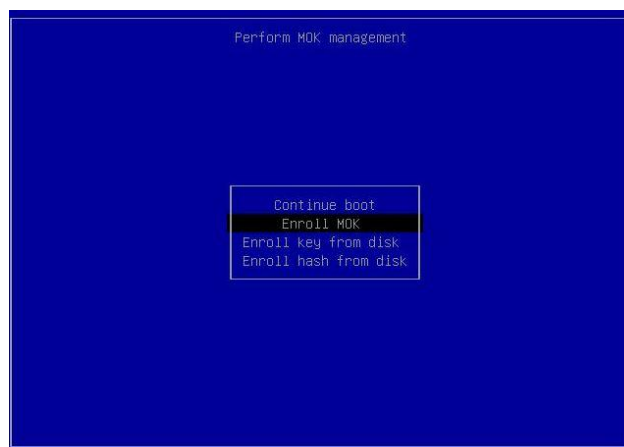 Perform MOK management
Continue boot
Enroll MOK
Enroll key from disk
Enroll hash from disk